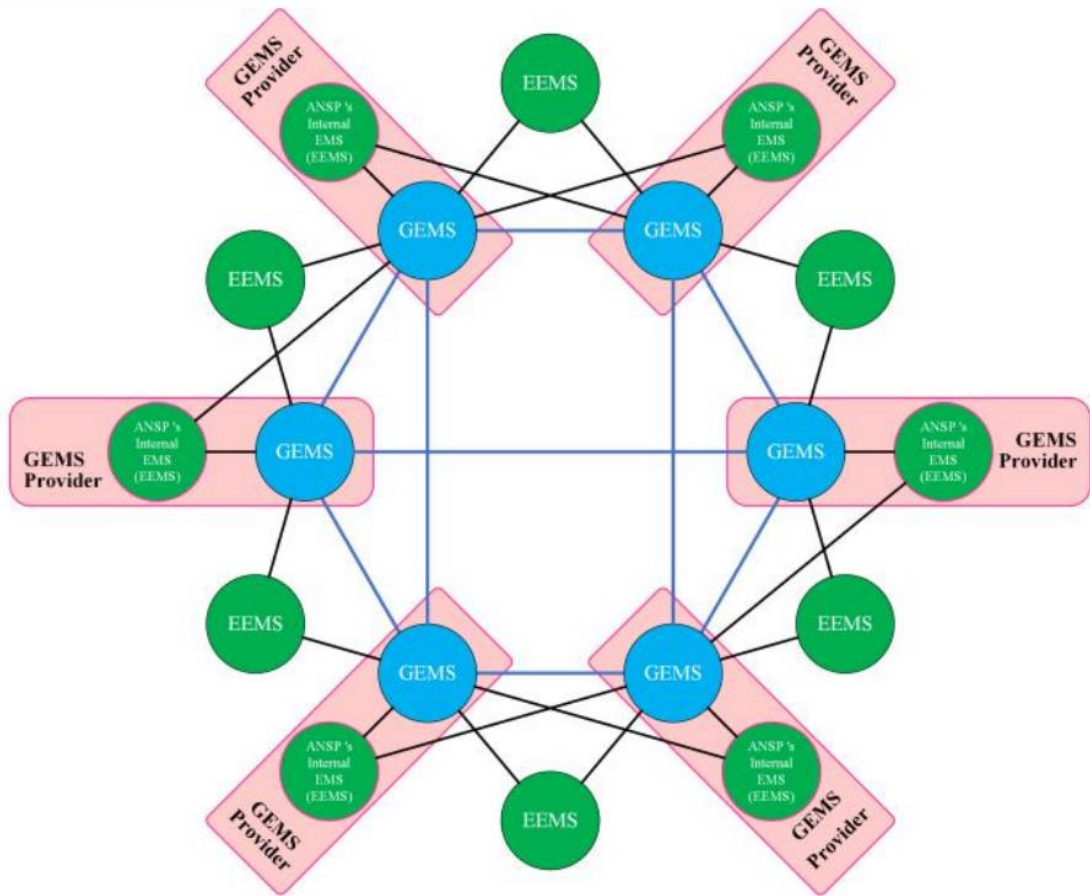 GEMS
Provider
ANSP 's
Internal
EMS
(EEMS)
GEMS
EEMS
GEMS
Provider
ANSP 's
Internal
EMS
(EEMS)
GEMS
EEMS
EEMS
GEMS
Provider
ANSP 's
Internal
EMS
(EEMS)
GEMS
GEMS
ANSP 's
Internal
EMS
(EEMS)
GEMS
Provider
EEMS
EEMS
GEMS
GEMS
ANSP 's
Internal
EMS
(EEMS)
GEMS
Provider
EEMS
ANSP 's
Internal
EMS
(EEMS)
GEMS
Provider